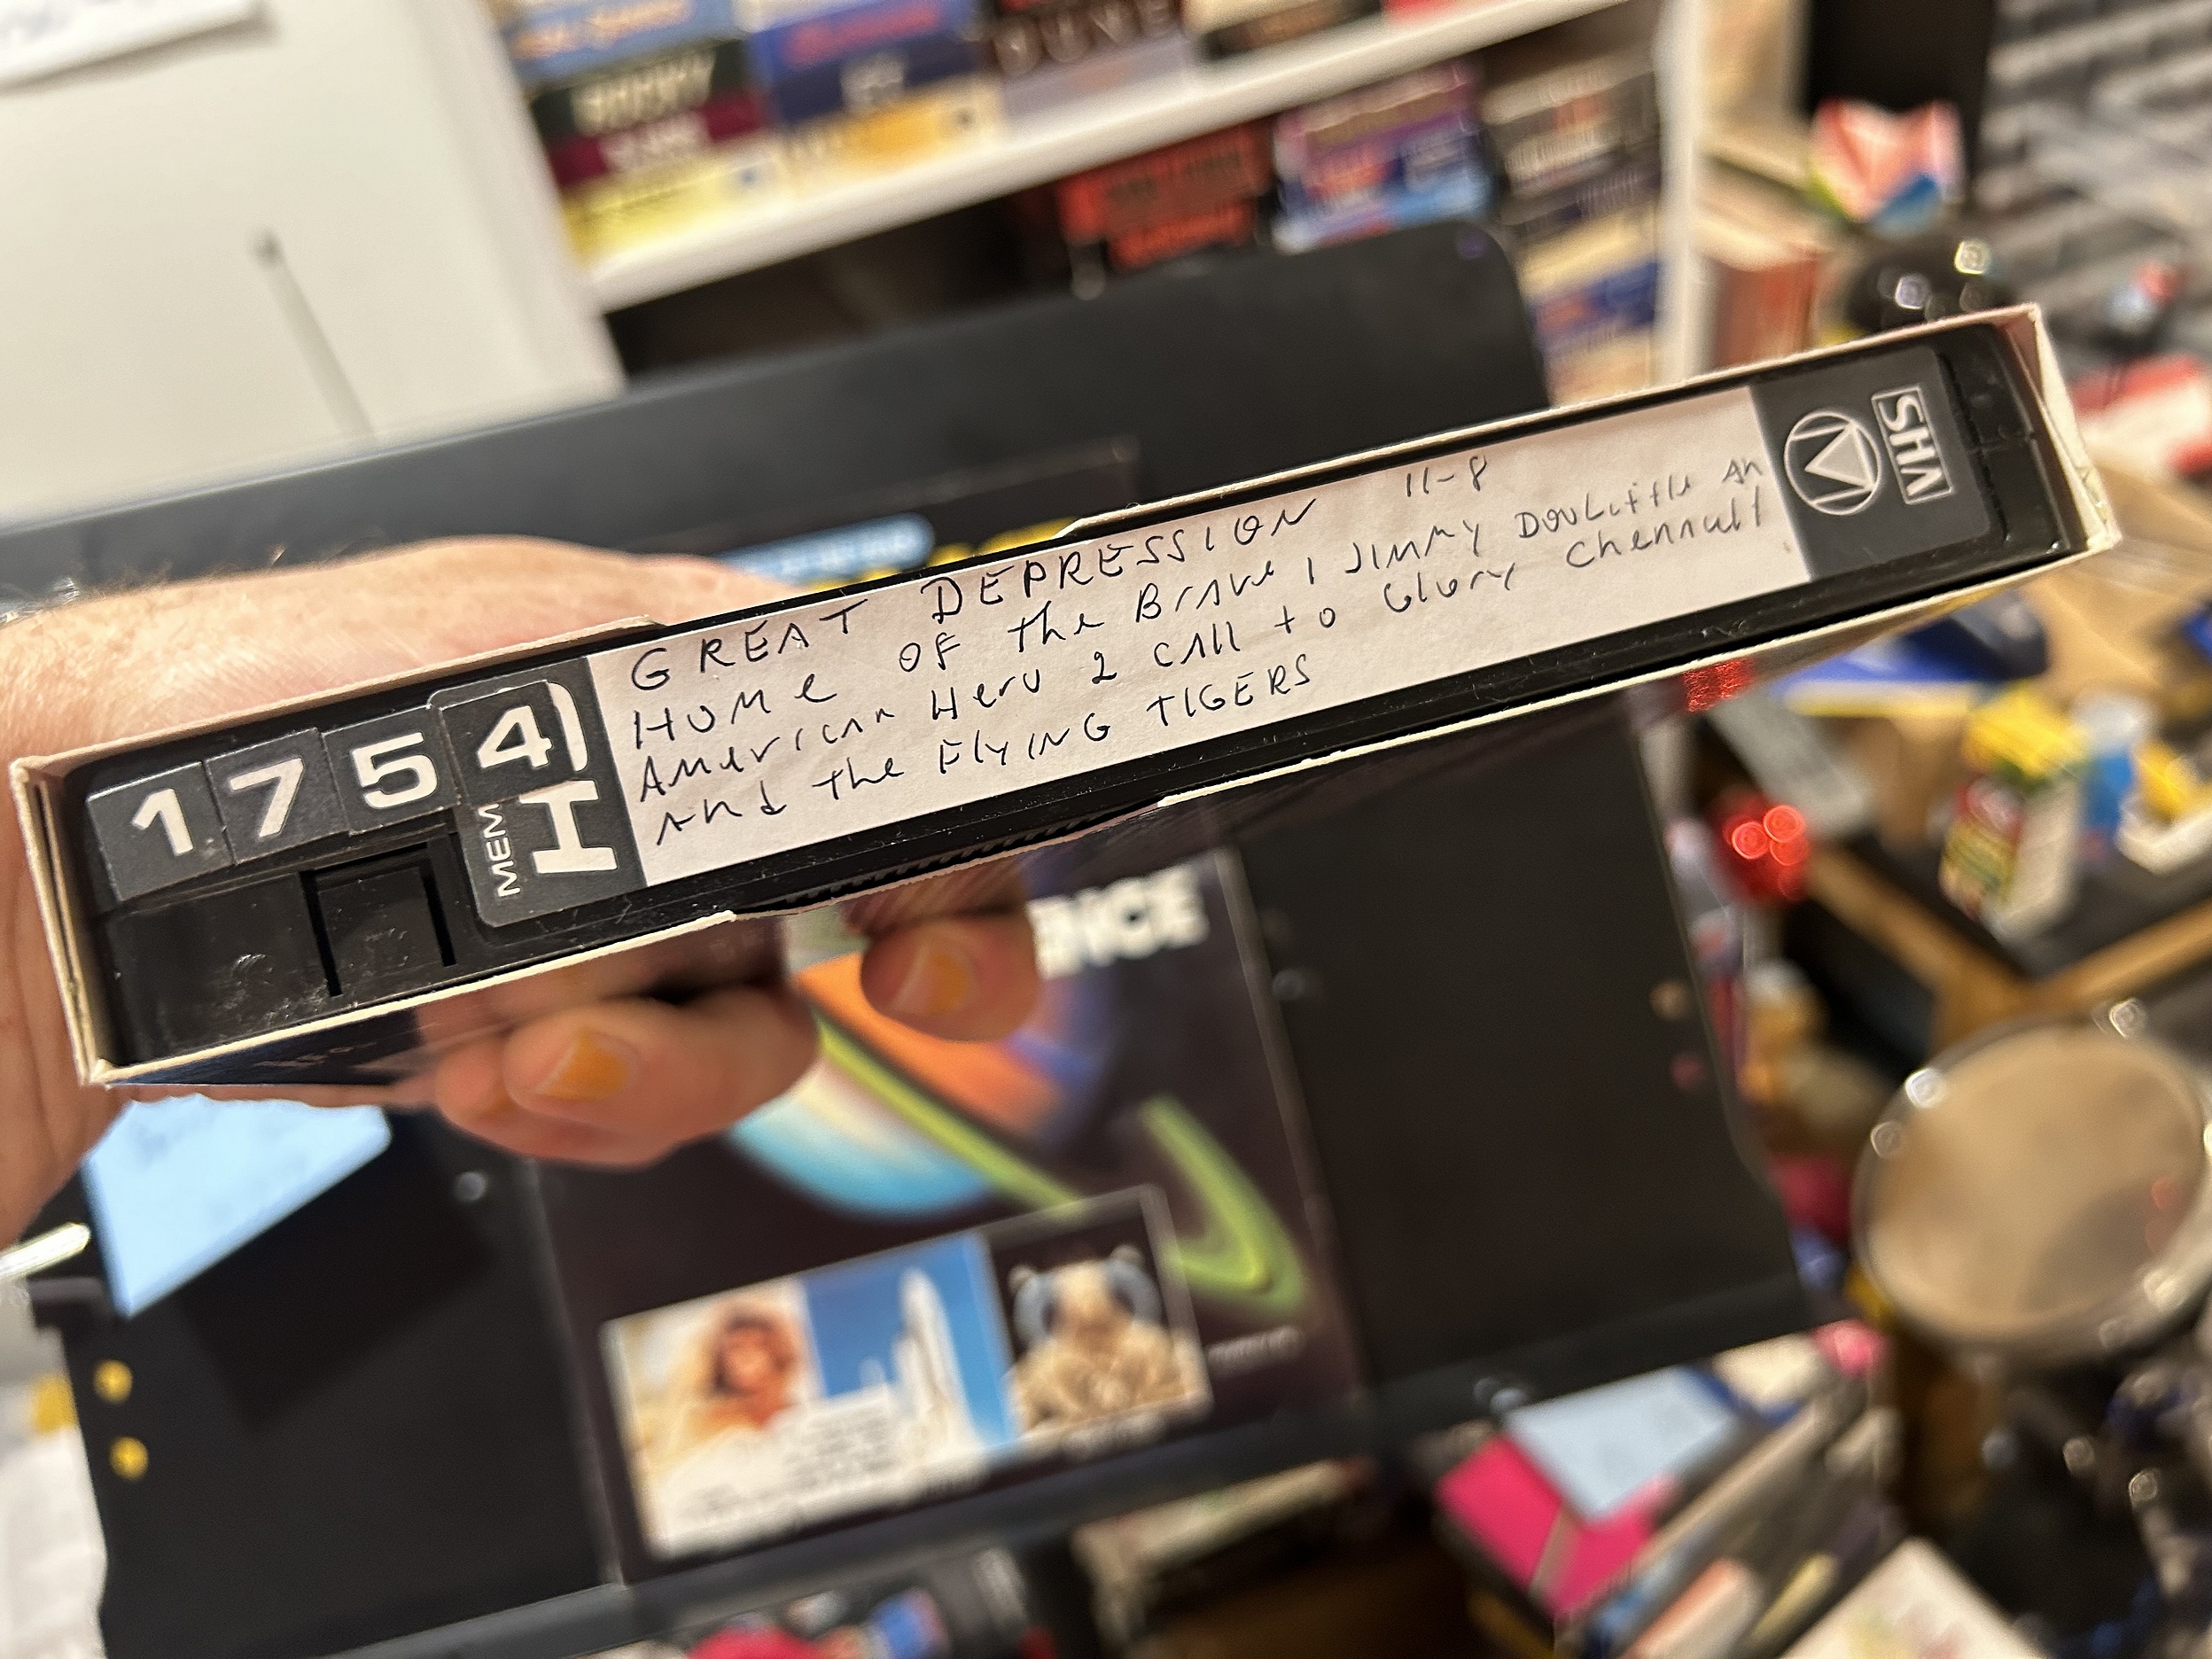 DUNE
1754
MEM
H
GREAT DEPRESSION 11-8
Home OF the Brave 1 Jimmy Doolittle An
American Hero 2 Call to Glory Chennault
And the Flying TIGERS
VHS